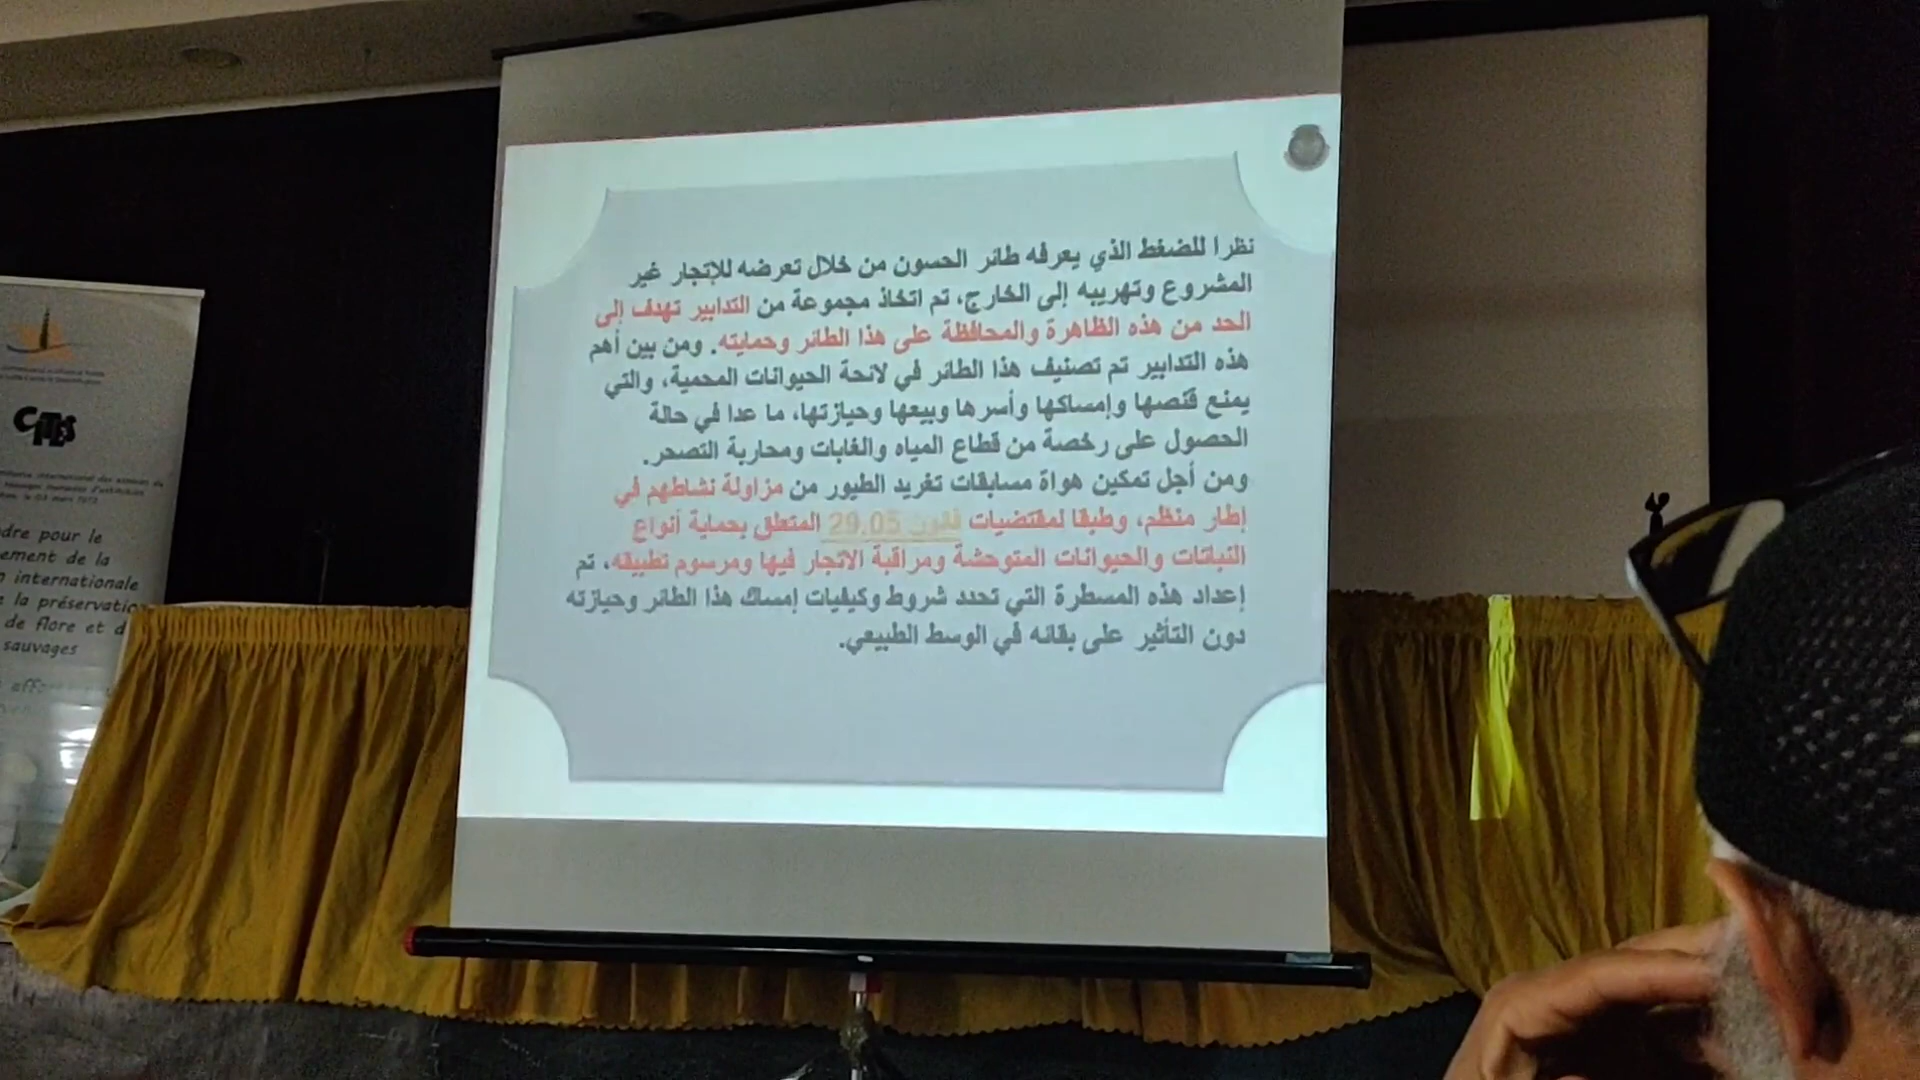 نظرا للضغط الذي يعرفه طائر الحسون من خلال تعرضه للإتجار غير
المشروع وتهريبه إلى الخارج، تم اتخاذ مجموعة من التدابير تهدف إلى
الحد من هذه الظاهرة والمحافظة على هذا الطائر وحمايته. ومن بين أهم
هذه التدابير تم تصنيف هذا الطائر في لائحة الحيوانات المحمية، والتي
يمنع قنصها وإمساكها وأسرها وبيعها وحيازتها، ما عدا في حالة
الحصول على رخصة من قطاع المياه والغابات ومحاربة التصحر.
ومن أجل تمكين هواة مسابقات تغريد الطيور من مزاولة نشاطهم في
إطار منظم، وطبقا لمقتضيات قانون 29.05 المتعلق بحماية أنواع
النباتات والحيوانات المتوحشة ومراقبة الاتجار فيها ومرسوم تطبيقه، تم
إعداد هذه المسطرة التي تحدد شروط وكيفيات إمساك هذا الطائر وحيازته
دون التأثير على بقائه في الوسط الطبيعي.
CITES
international des
dre pour le
ement de la
internationale
la préservatio
de flore et d
sauvages